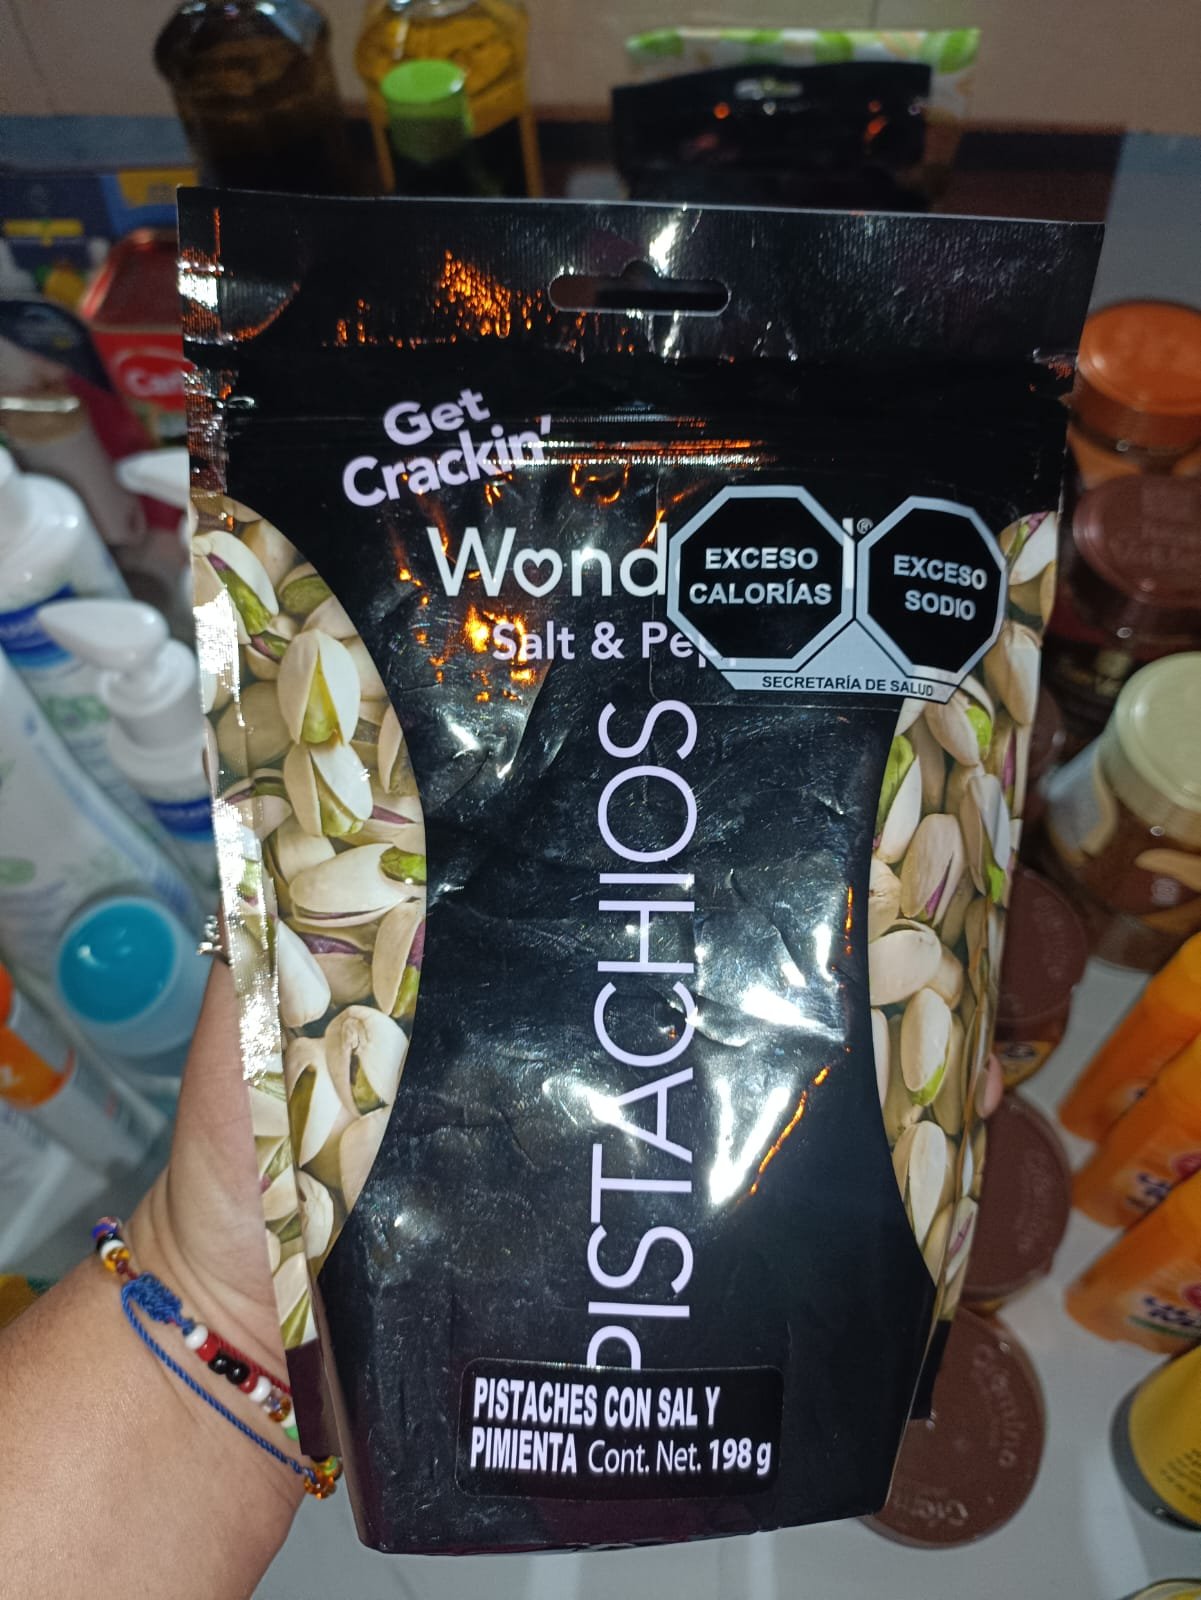 Get
Crackin'
Wond
®
Salt & Pep
EXCESO
CALORÍAS
EXCESO
SODIO
SECRETARÍA DE SALUD
PISTACHIOS
PISTACHES CON SAL Y
PIMIENTA Cont. Net. 198 g